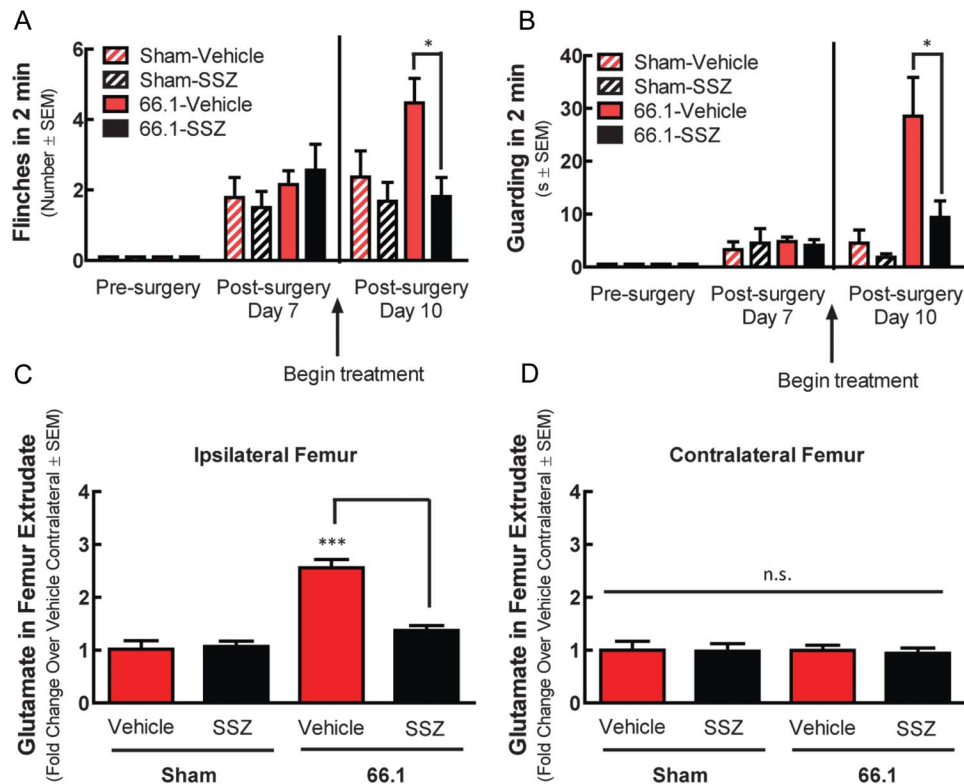 A
Flinches in 2 min
(Number ± SEM)
6
4
2
0
Sham-Vehicle
Sham-SSZ
66.1-Vehicle
66.1-SSZ
*
Pre-surgery
Post-surgery
Day 7
Post-surgery
Day 10
Begin treatment
B
Guarding in 2 min
(s ± SEM)
40
30
20
10
0
Sham-Vehicle
Sham-SSZ
66.1-Vehicle
66.1-SSZ
*
Pre-surgery
Post-surgery
Day 7
Post-surgery
Day 10
Begin treatment
C
Glutamate in Femur Extrudate
(Fold Change Over Vehicle Contralateral ± SEM)
Ipsilateral Femur
4
3
2
1
0
***
Vehicle
SSZ
Vehicle
SSZ
Sham
66.1
D
Glutamate in Femur Extrudate
(Fold Change Over Vehicle Contralateral ± SEM)
Contralateral Femur
4
3
2
1
0
n.s.
Vehicle
SSZ
Vehicle
SSZ
Sham
66.1